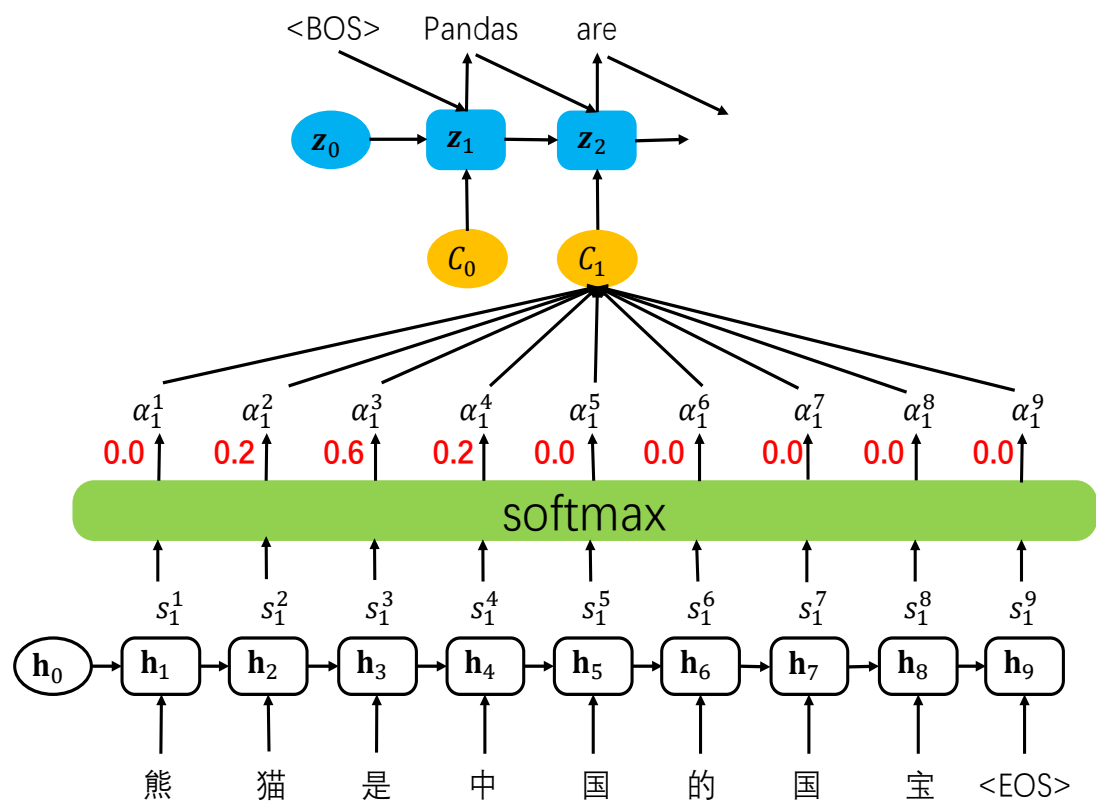 <BOS> Pandas are
z₀ z₁ z₂
C₀ C₁
α₁¹ α₁² α₁³ α₁⁴ α₁⁵ α₁⁶ α₁⁷ α₁⁸ α₁⁹
0.0 0.2 0.6 0.2 0.0 0.0 0.0 0.0 0.0
softmax
s₁¹ s₁² s₁³ s₁⁴ s₁⁵ s₁⁶ s₁⁷ s₁⁸ s₁⁹
h₀ h₁ h₂ h₃ h₄ h₅ h₆ h₇ h₈ h₉
熊 猫 是 中 国 的 国 宝 <EOS>